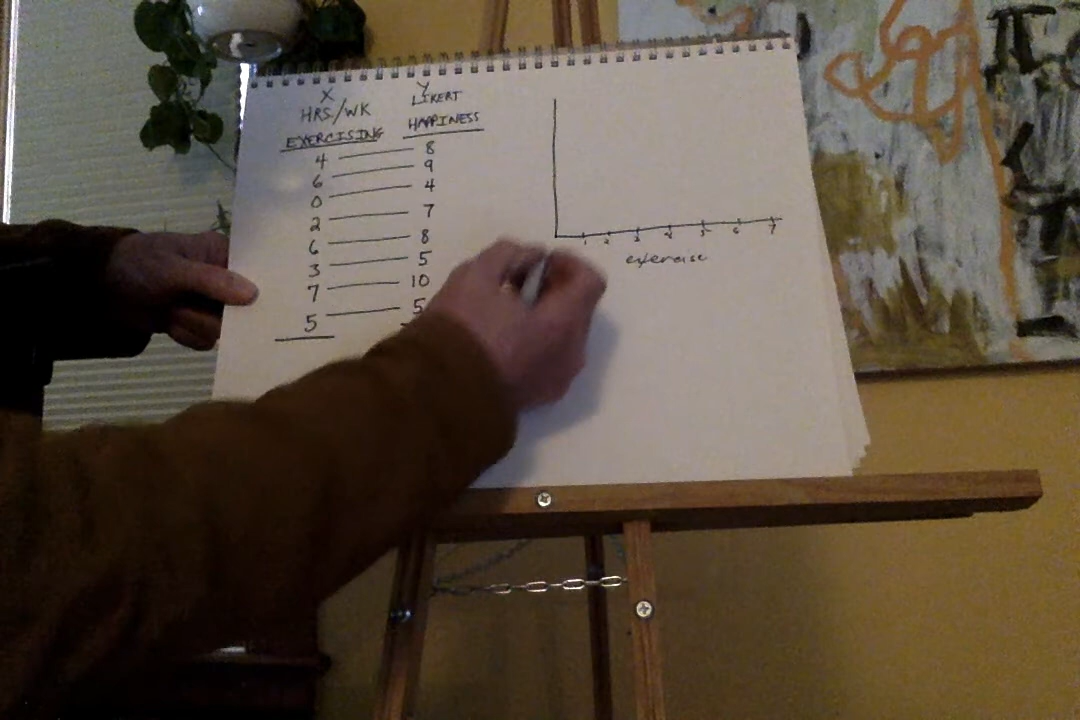 X Y
HRS./WK LIKERT
EXERCISING HAPPINESS
4 8
6 9
0 4
2 7
6 8
3 5
7 10
5 5
1 2 3 4 5 6 7
exercise